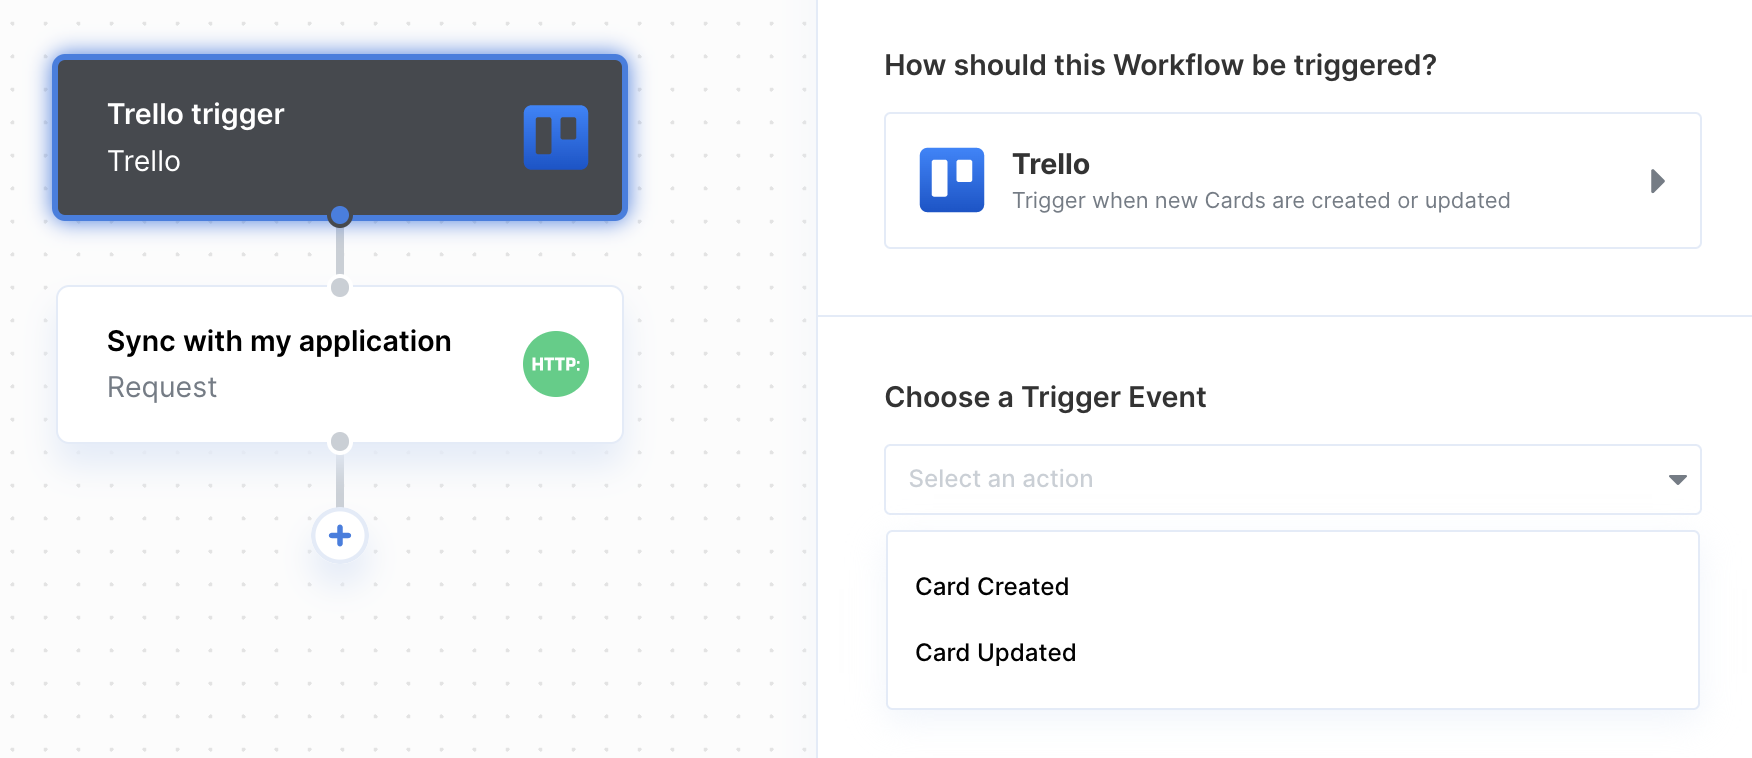 Trello trigger
Trello
Sync with my application
Request
HTTP:
How should this Workflow be triggered?
Trello
Trigger when new Cards are created or updated
Choose a Trigger Event
Select an action
Card Created
Card Updated